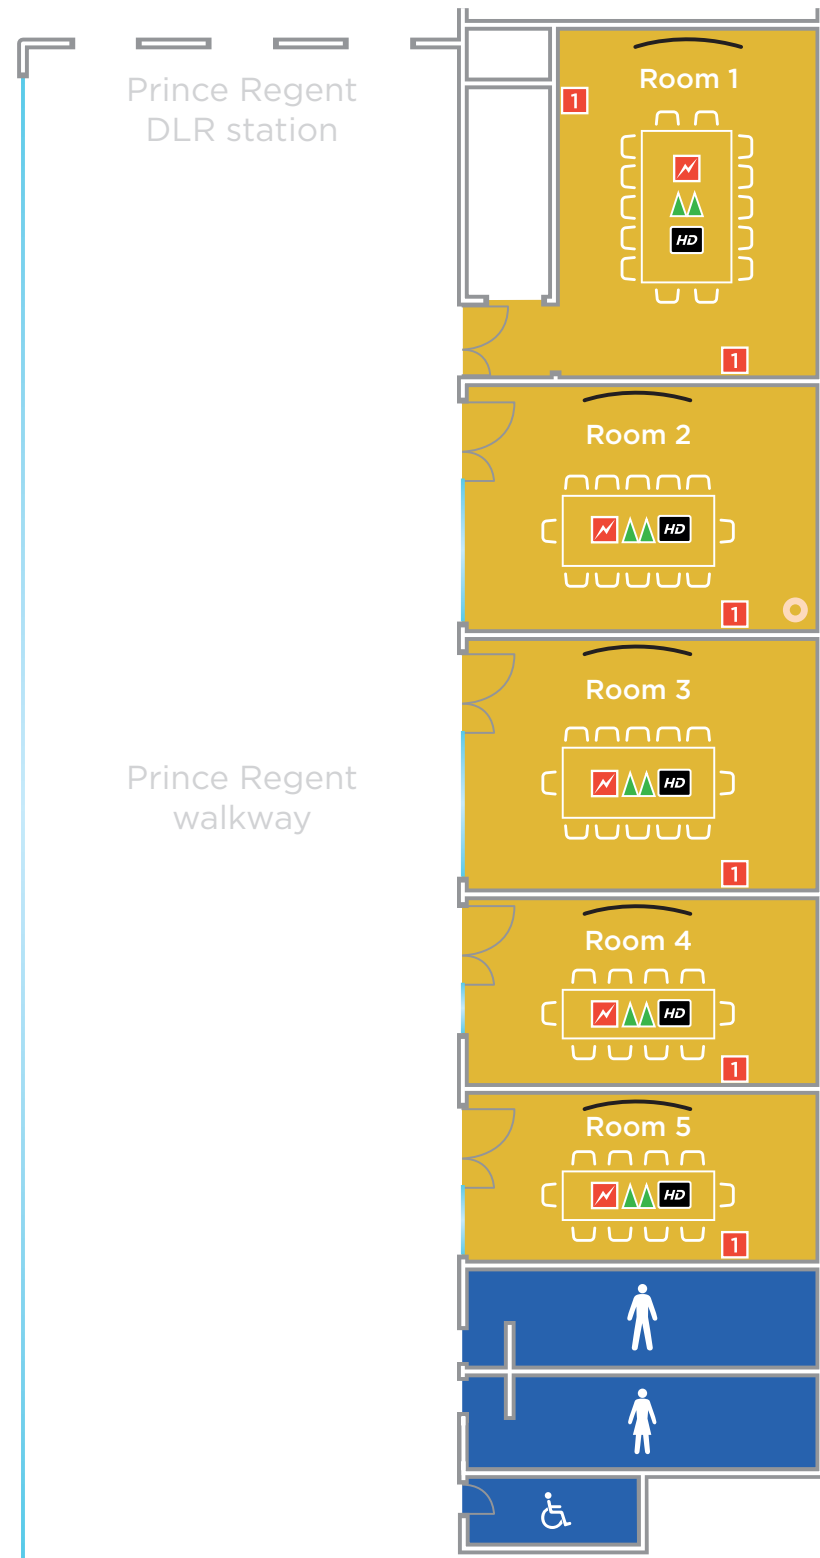 Prince Regent
DLR station
Room 1
1
HD
1
Room 2
HD
1
Prince Regent
walkway
Room 3
HD
1
Room 4
HD
1
Room 5
HD
1